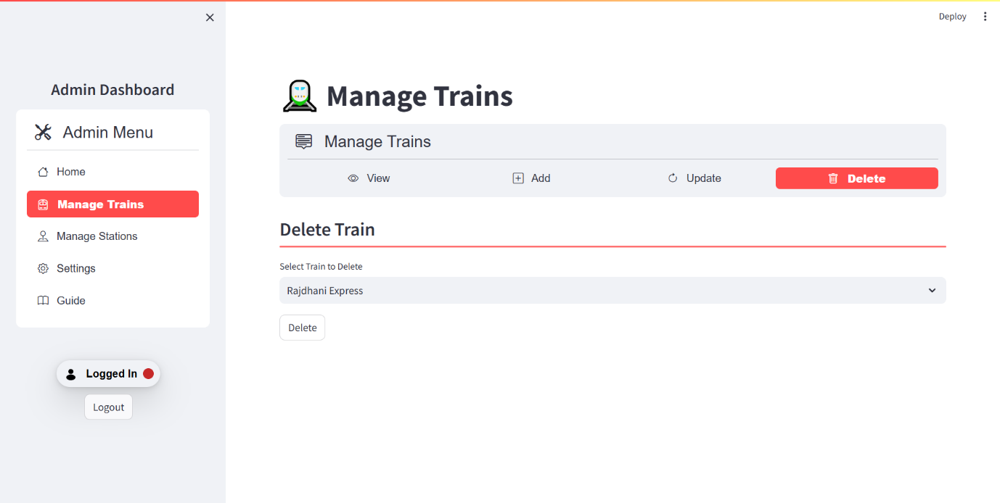 Deploy
Admin Dashboard
Admin Menu
Home
Manage Trains
Manage Stations
Settings
Guide
Logged In
Logout
Manage Trains
Manage Trains
View Add Update Delete
Delete Train
Select Train to Delete
Rajdhani Express
Delete